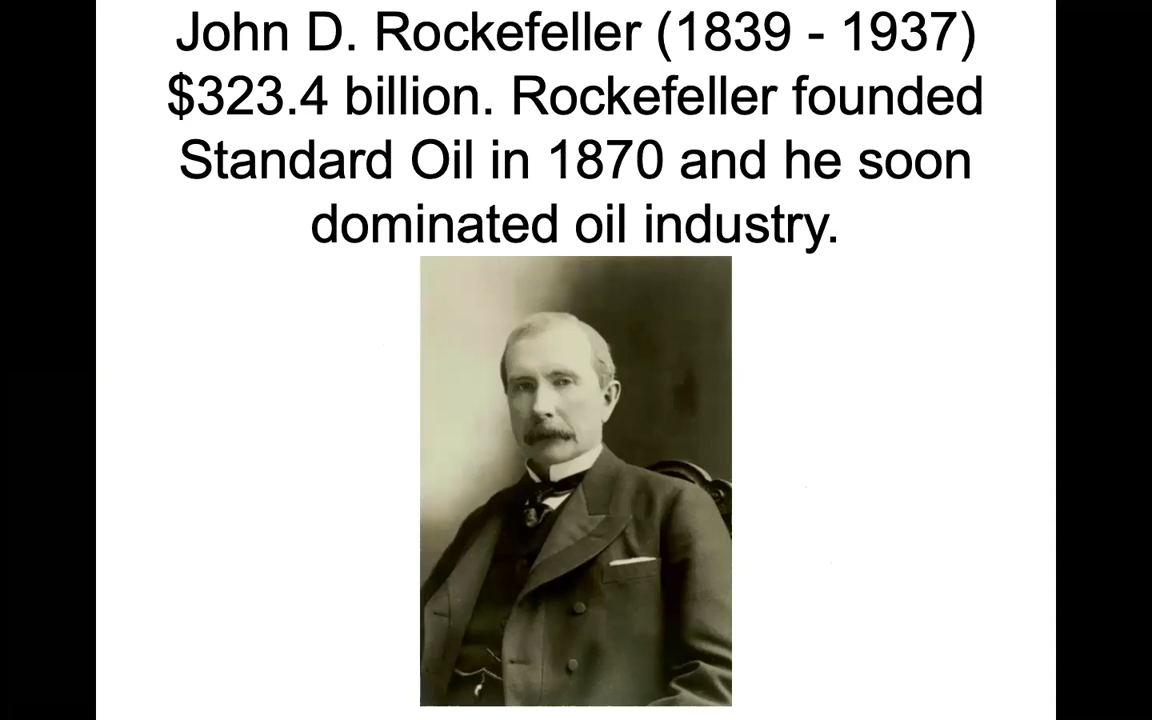 John D. Rockefeller (1839 - 1937)
$323.4 billion. Rockefeller founded
Standard Oil in 1870 and he soon
dominated oil industry.